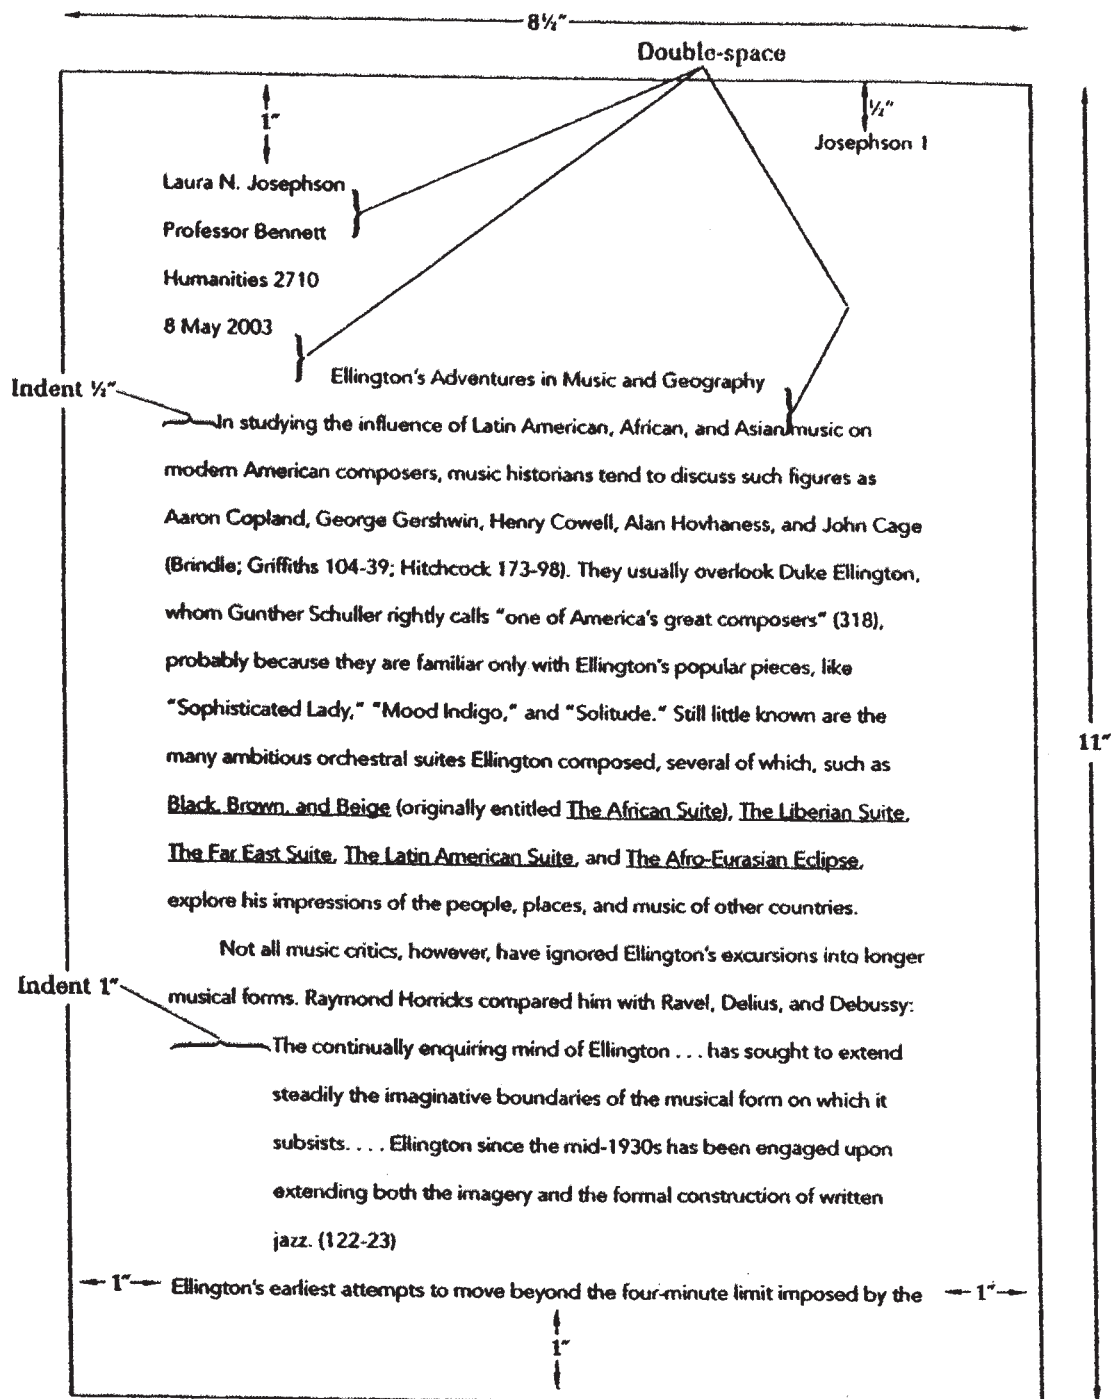 8½"
Double-space
1"
½"
Josephson 1
Laura N. Josephson
Professor Bennett
Humanities 2710
8 May 2003
Ellington's Adventures in Music and Geography
Indent ½"
In studying the influence of Latin American, African, and Asian music on
modern American composers, music historians tend to discuss such figures as
Aaron Copland, George Gershwin, Henry Cowell, Alan Hovhaness, and John Cage
(Brindle; Griffiths 104-39; Hitchcock 173-98). They usually overlook Duke Ellington,
whom Gunther Schuller rightly calls "one of America's great composers" (318),
probably because they are familiar only with Ellington's popular pieces, like
"Sophisticated Lady," "Mood Indigo," and "Solitude." Still little known are the
many ambitious orchestral suites Ellington composed, several of which, such as
Black, Brown, and Beige (originally entitled The African Suite), The Liberian Suite,
The Far East Suite, The Latin American Suite, and The Afro-Eurasian Eclipse,
explore his impressions of the people, places, and music of other countries.
11"
Not all music critics, however, have ignored Ellington's excursions into longer
Indent 1"
musical forms. Raymond Horricks compared him with Ravel, Delius, and Debussy:
The continually enquiring mind of Ellington . . . has sought to extend
steadily the imaginative boundaries of the musical form on which it
subsists. . . . Ellington since the mid-1930s has been engaged upon
extending both the imagery and the formal construction of written
jazz. (122-23)
1" Ellington's earliest attempts to move beyond the four-minute limit imposed by the 1"
1"